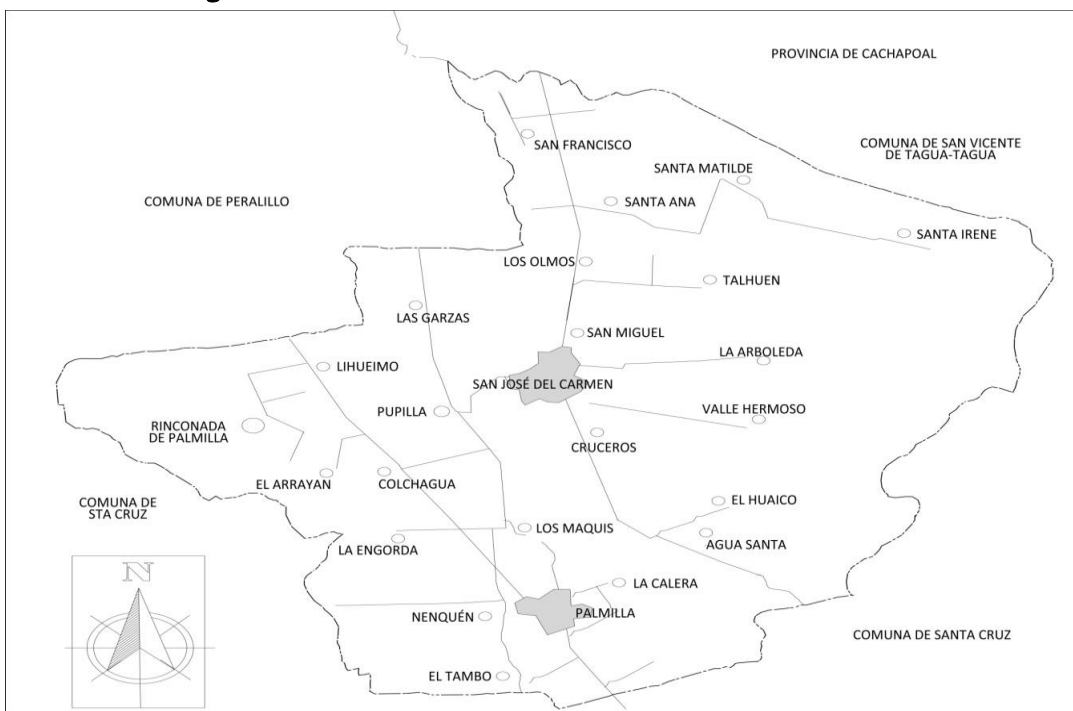 PROVINCIA DE CACHAPOAL
COMUNA DE SAN VICENTE
DE TAGUA-TAGUA
SAN FRANCISCO
SANTA MATILDE
COMUNA DE PERALILLO
SANTA ANA
SANTA IRENE
LOS OLMOS
TALHUEN
LAS GARZAS
SAN MIGUEL
LA ARBOLEDA
LIHUEIMO
SAN JOSÉ DEL CARMEN
PUPILLA
VALLE HERMOSO
RINCONADA
DE PALMILLA
CRUCEROS
EL ARRAYAN
COLCHAGUA
COMUNA DE
STA CRUZ
EL HUAICO
LOS MAQUIS
AGUA SANTA
LA ENGORDA
N
LA CALERA
NENQUÉN
PALMILLA
COMUNA DE SANTA CRUZ
EL TAMBO